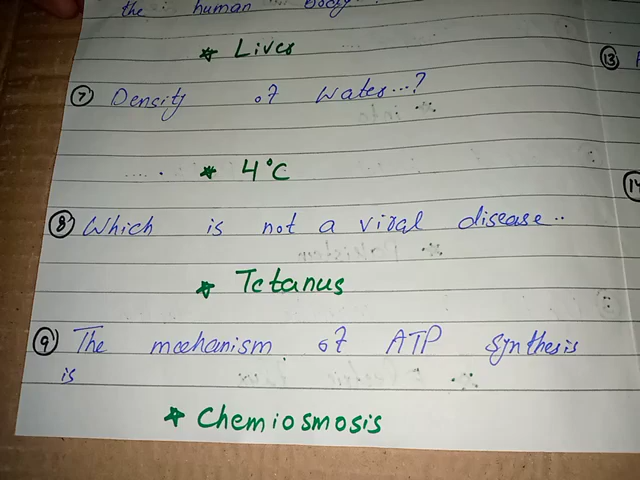 the human Body
* Liver
⑦ Density of Water...?
* 4°C
⑧ Which is not a viral disease..
* Tetanus
⑨ The mechanism of ATP Synthesis
is
* Chemiosmosis
⑬
14